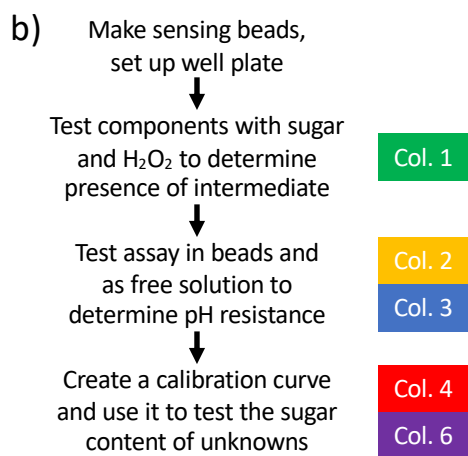 b)
Make sensing beads,
set up well plate
Test components with sugar
and H₂O₂ to determine
presence of intermediate
Col. 1
Test assay in beads and
as free solution to
determine pH resistance
Col. 2
Col. 3
Create a calibration curve
and use it to test the sugar
content of unknowns
Col. 4
Col. 6